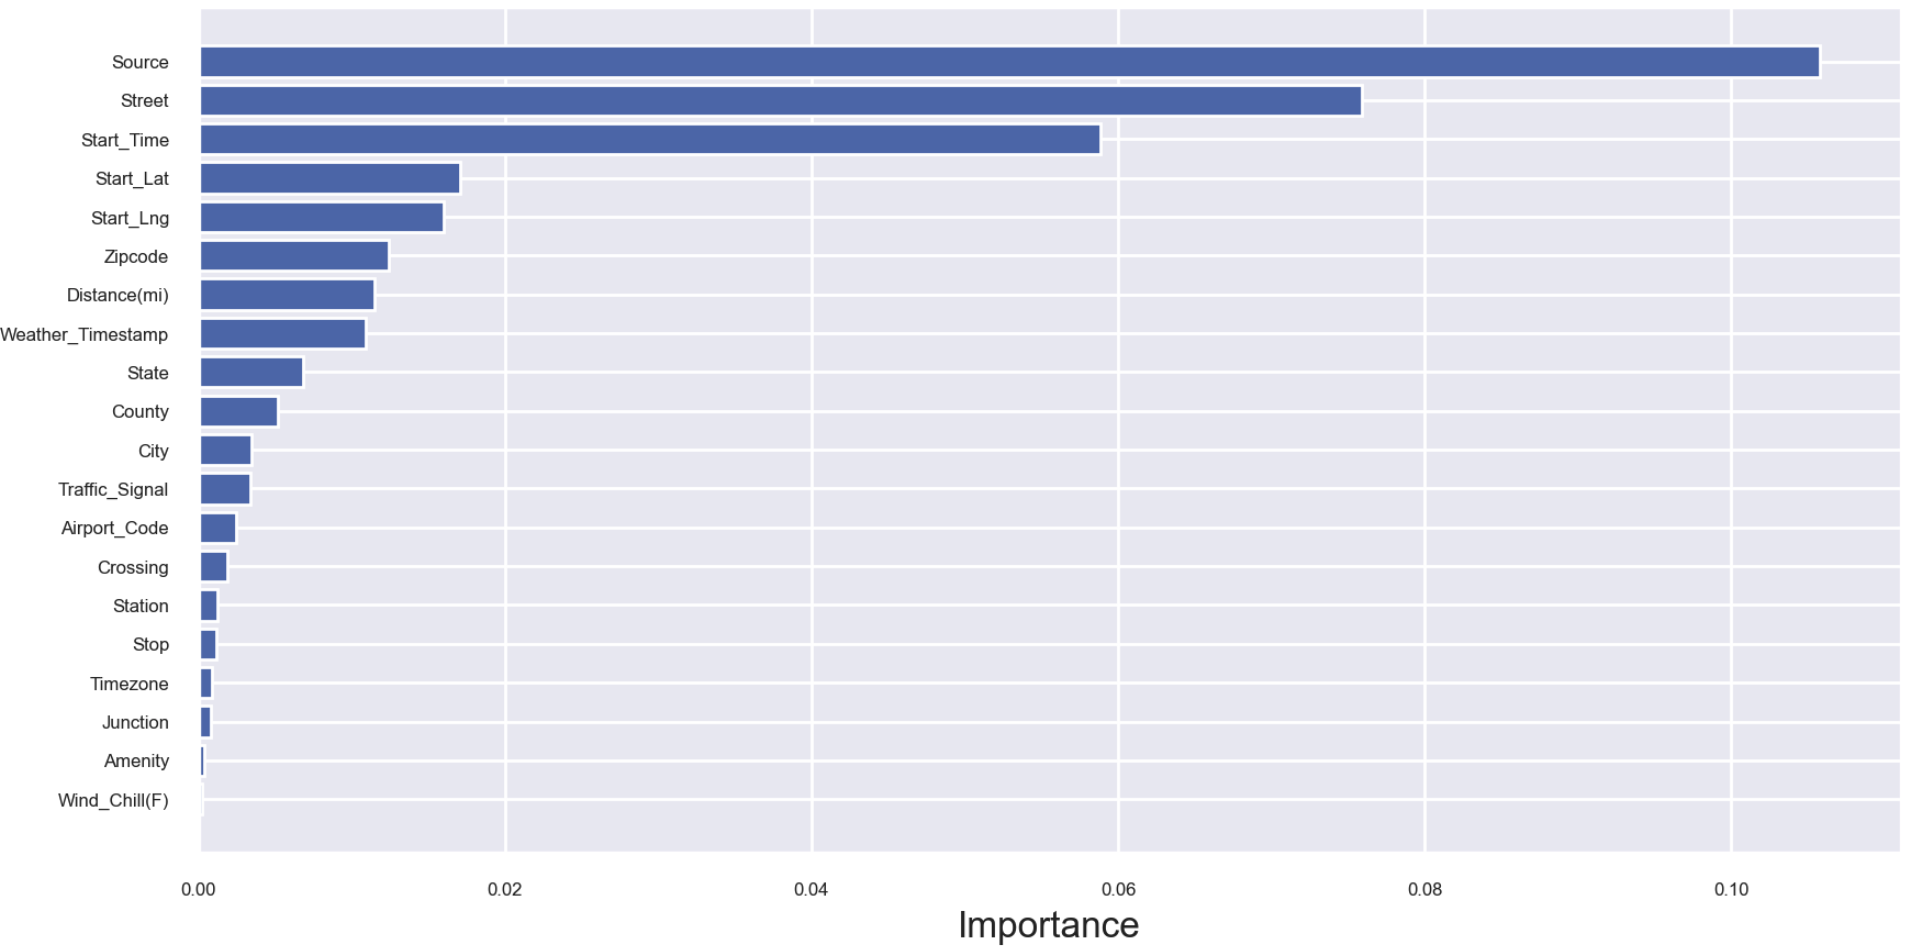 Source
Street
Start_Time
Start_Lat
Start_Lng
Zipcode
Distance(mi)
Weather_Timestamp
State
County
City
Traffic_Signal
Airport_Code
Crossing
Station
Stop
Timezone
Junction
Amenity
Wind_Chill(F)
0.00 0.02 0.04 0.06 0.08 0.10
Importance